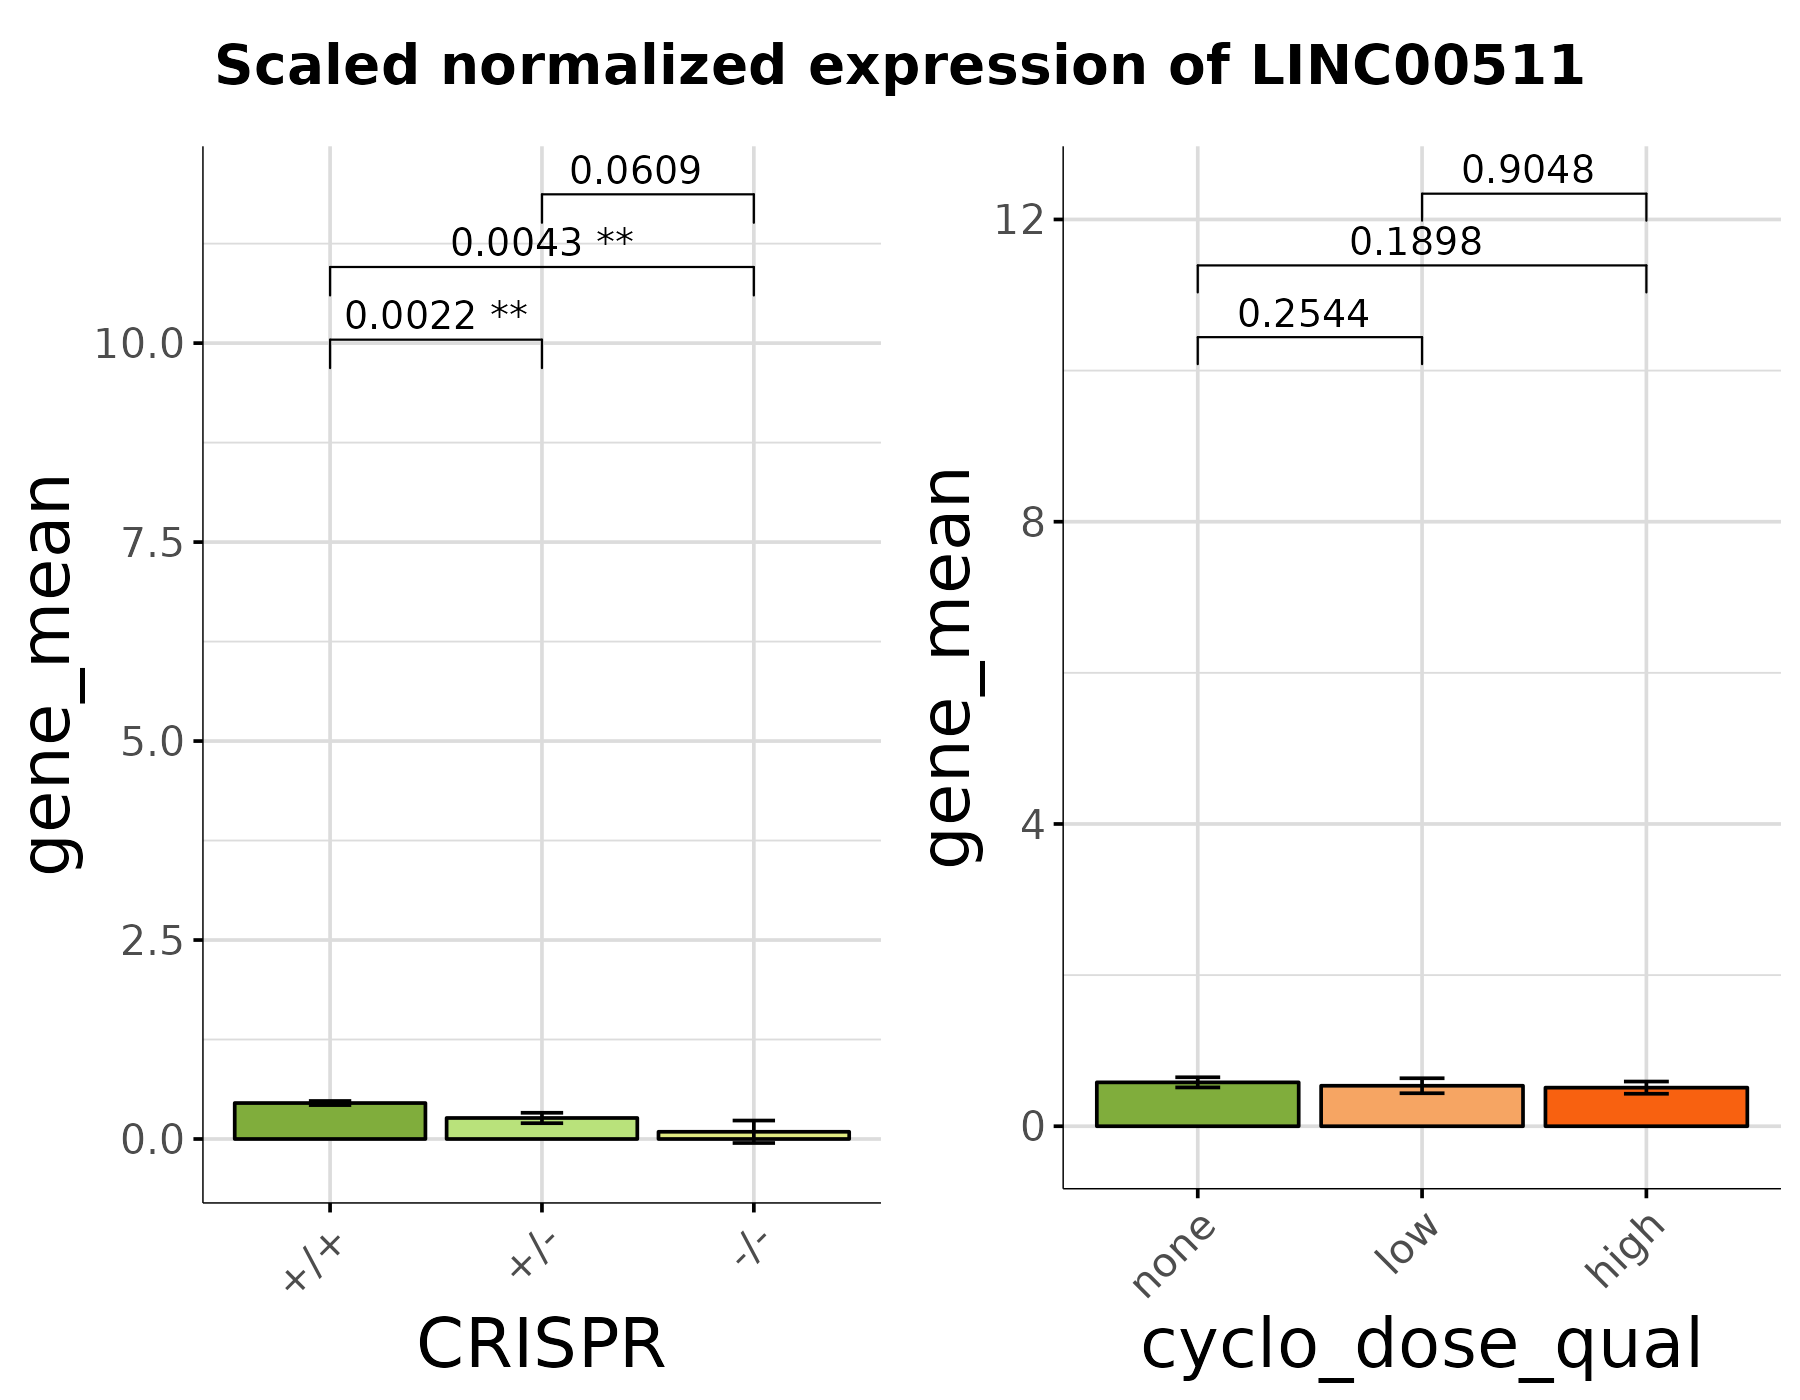 Scaled normalized expression of LINC00511
gene_mean
10.0
7.5
5.0
2.5
0.0
0.0609
0.0043 **
0.0022 **
+/+
+/-
-/-
CRISPR
gene_mean
12
8
4
0
0.9048
0.1898
0.2544
none
low
high
cyclo_dose_qual